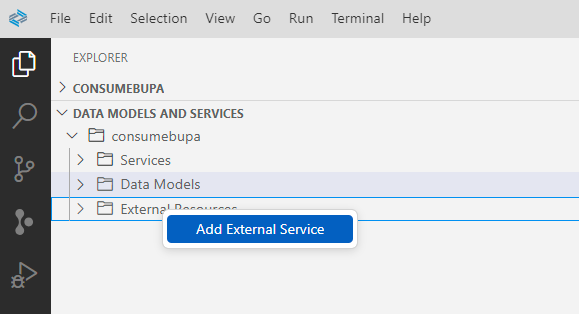 File Edit Selection View Go Run Terminal Help
EXPLORER
CONSUMEBUPA
DATA MODELS AND SERVICES
consumebupa
Services
Data Models
External Resources
Add External Service